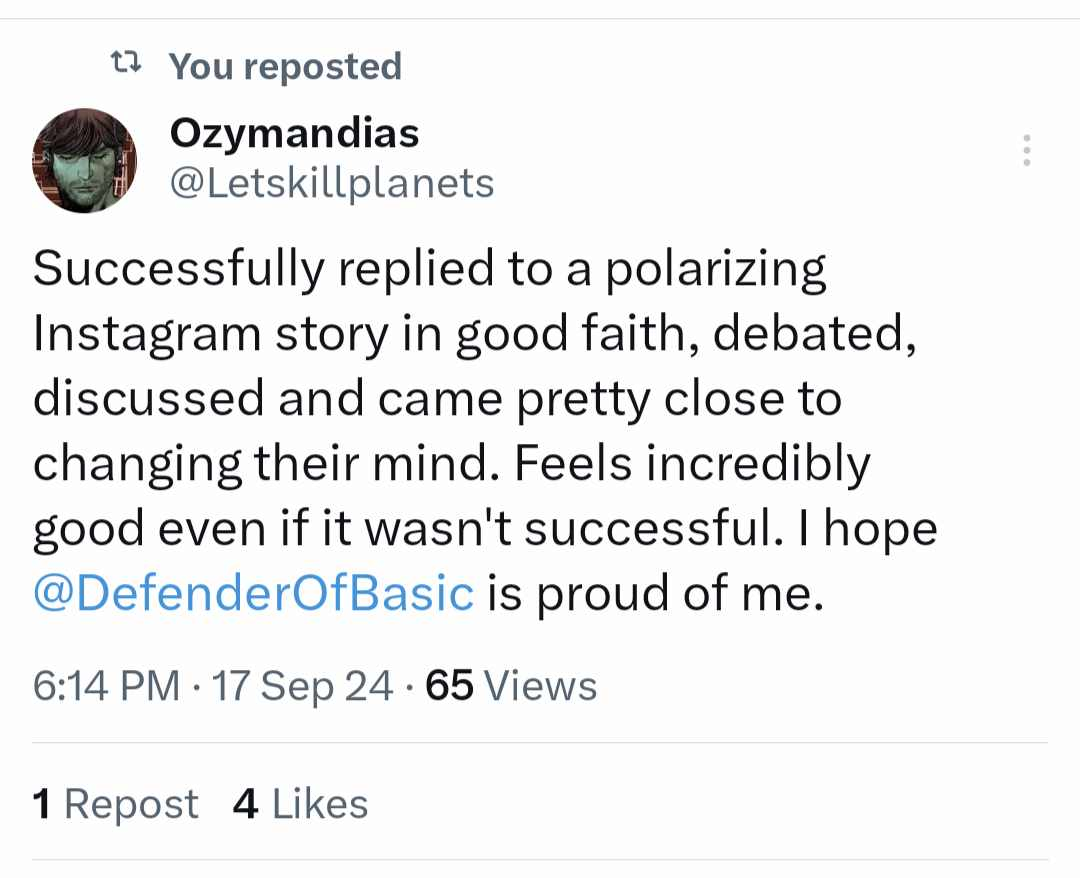 You reposted
Ozymandias
@Letskillplanets
Successfully replied to a polarizing
Instagram story in good faith, debated,
discussed and came pretty close to
changing their mind. Feels incredibly
good even if it wasn't successful. I hope
@DefenderOfBasic is proud of me.
6:14 PM · 17 Sep 24 · 65 Views
1 Repost 4 Likes